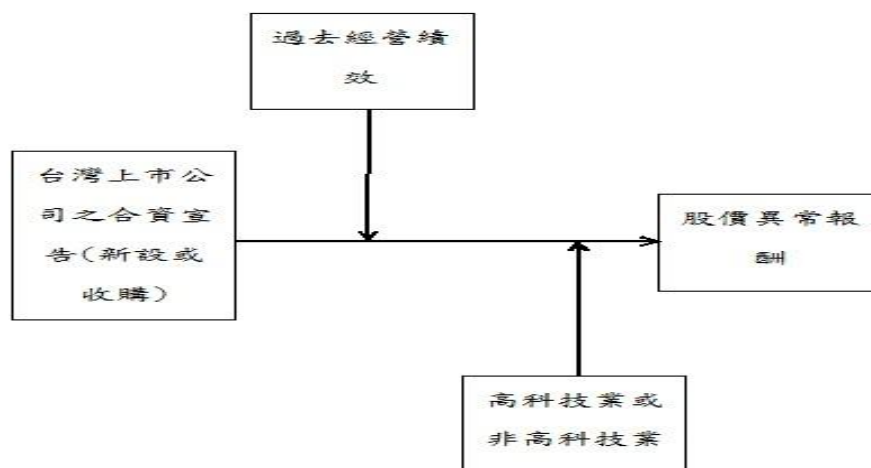 過去經營績
效
台灣上市公
司之合資宣
告(新設或
收購)
股價異常報
酬
高科技業或
非高科技業